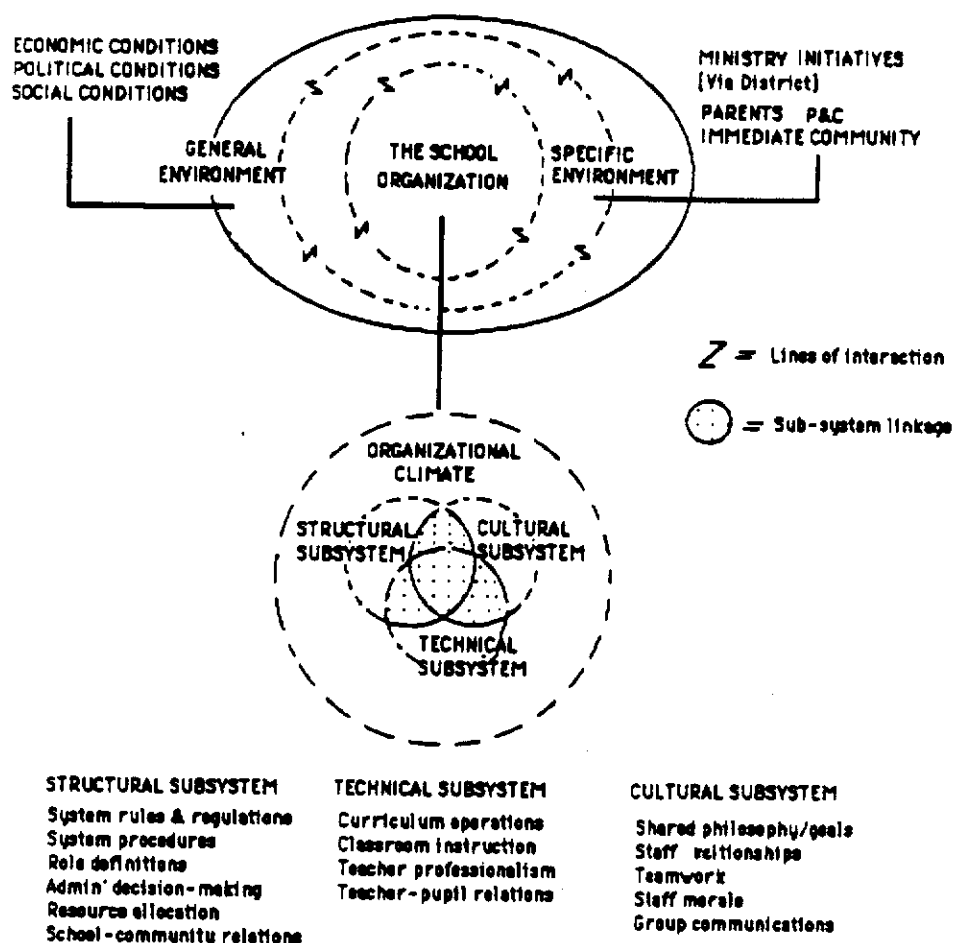 ECONOMIC CONDITIONS
POLITICAL CONDITIONS
SOCIAL CONDITIONS
MINISTRY INITIATIVES
(Via District)
PARENTS P&C
IMMEDIATE COMMUNITY
GENERAL
ENVIRONMENT
THE SCHOOL
ORGANIZATION
SPECIFIC
ENVIRONMENT
Z = Lines of interaction
= Sub-system linkage
ORGANIZATIONAL
CLIMATE
STRUCTURAL
SUBSYSTEM
CULTURAL
SUBSYSTEM
TECHNICAL
SUBSYSTEM
STRUCTURAL SUBSYSTEM
System rules & regulations
System procedures
Role definitions
Admin' decision-making
Resource allocation
School-community relations
TECHNICAL SUBSYSTEM
Curriculum operations
Classroom instruction
Teacher professionalism
Teacher-pupil relations
CULTURAL SUBSYSTEM
Shared philosophy/goals
Staff reltionships
Teamwork
Staff morale
Group communications